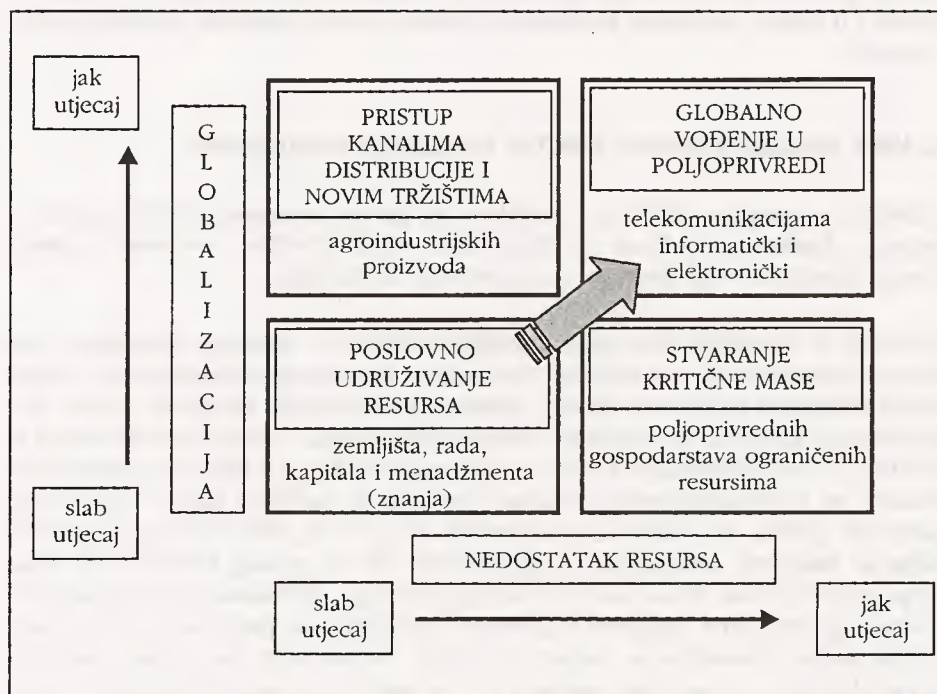 jak
utjecaj
G
L
O
B
A
L
I
Z
A
C
I
J
A
slab
utjecaj
PRISTUP
KANALIMA
DISTRIBUCIJE I
NOVIM TRŽIŠTIMA
agroindustrijskih
proizvoda
GLOBALNO
VOĐENJE U
POLJOPRIVREDI
telekomunikacijama
informatički i
elektronički
POSLOVNO
UDRUŽIVANJE
RESURSA
zemljišta, rada,
kapitala i menadžmenta
(znanja)
STVARANJE
KRITIČNE MASE
poljoprivrednih
gospodarstava ograničenih
resursima
NEDOSTATAK RESURSA
slab
utjecaj
jak
utjecaj